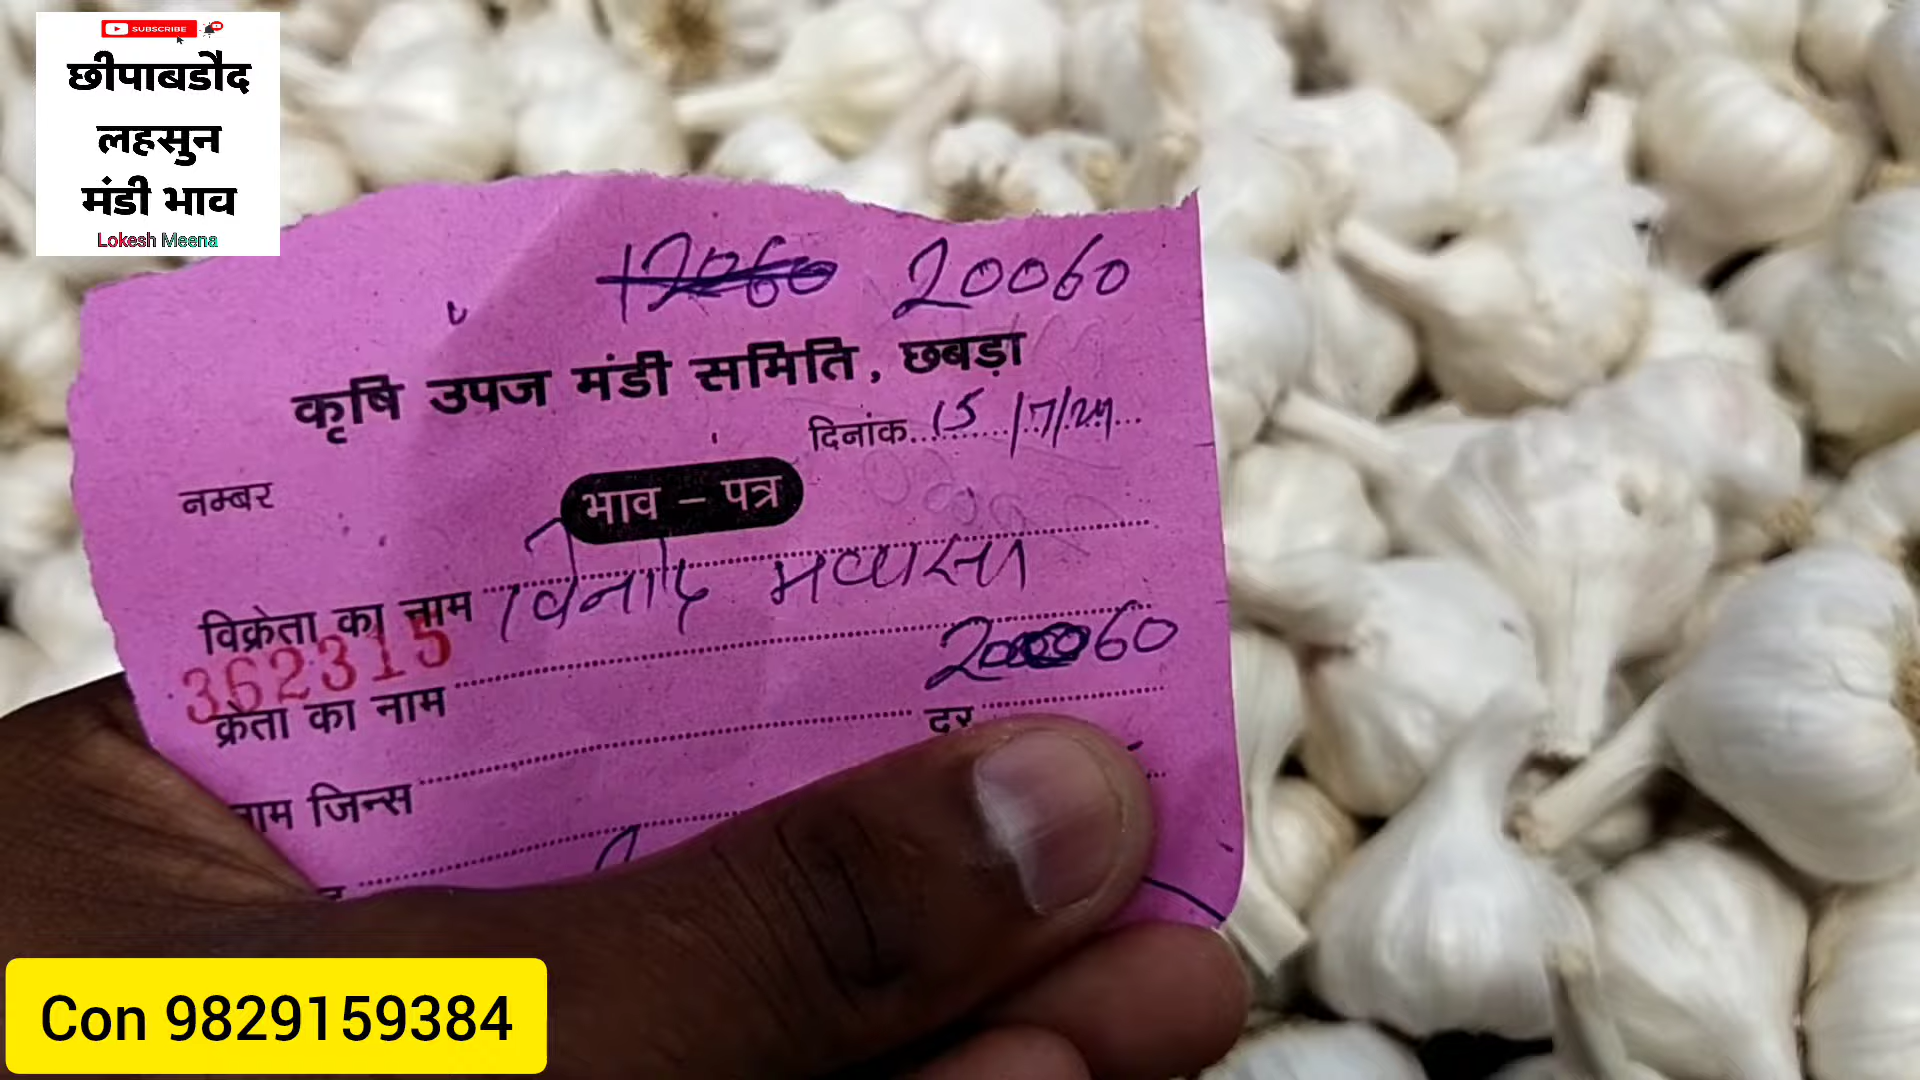 SUBSCRIBE
छीपाबडौद
लहसुन
मंडी भाव
Lokesh Meena
12060 20060
कृषि उपज मंडी समिति, छबड़ा
दिनांक 15/7/24
नम्बर
भाव - पत्र
विक्रेता का नाम विनोद
362315
20060
क्रेता का नाम
दर
नाम जिन्स
Con 9829159384